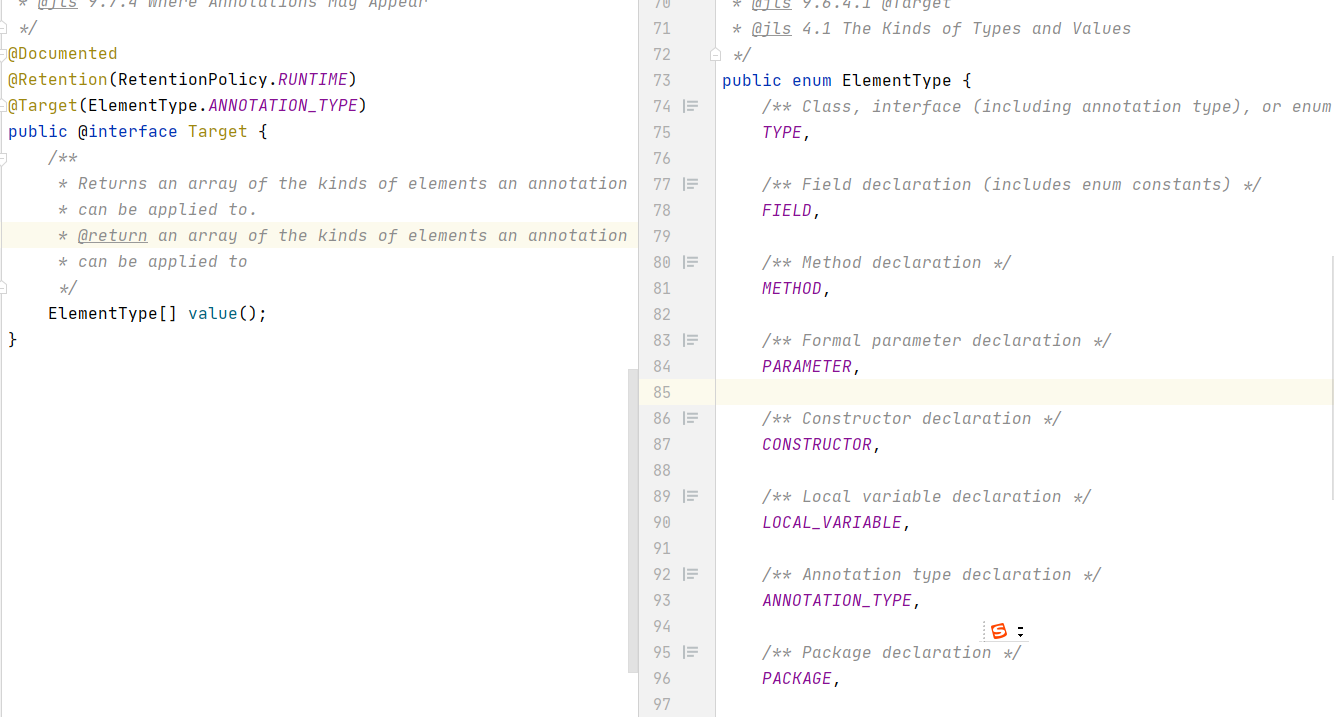 * @jls 9.7.4 Where Annotations May Appear
*/
@Documented
@Retention(RetentionPolicy.RUNTIME)
@Target(ElementType.ANNOTATION_TYPE)
public @interface Target {
/**
* Returns an array of the kinds of elements an annotation
* can be applied to.
* @return an array of the kinds of elements an annotation
* can be applied to
*/
ElementType[] value();
}
70 * @jls 9.6.4.1 @Target
71 * @jls 4.1 The Kinds of Types and Values
72 */
73 public enum ElementType {
74 /** Class, interface (including annotation type), or enum
75 TYPE,
76
77 /** Field declaration (includes enum constants) */
78 FIELD,
79
80 /** Method declaration */
81 METHOD,
82
83 /** Formal parameter declaration */
84 PARAMETER,
85
86 /** Constructor declaration */
87 CONSTRUCTOR,
88
89 /** Local variable declaration */
90 LOCAL_VARIABLE,
91
92 /** Annotation type declaration */
93 ANNOTATION_TYPE,
94
S
95 /** Package declaration */
96 PACKAGE,
97